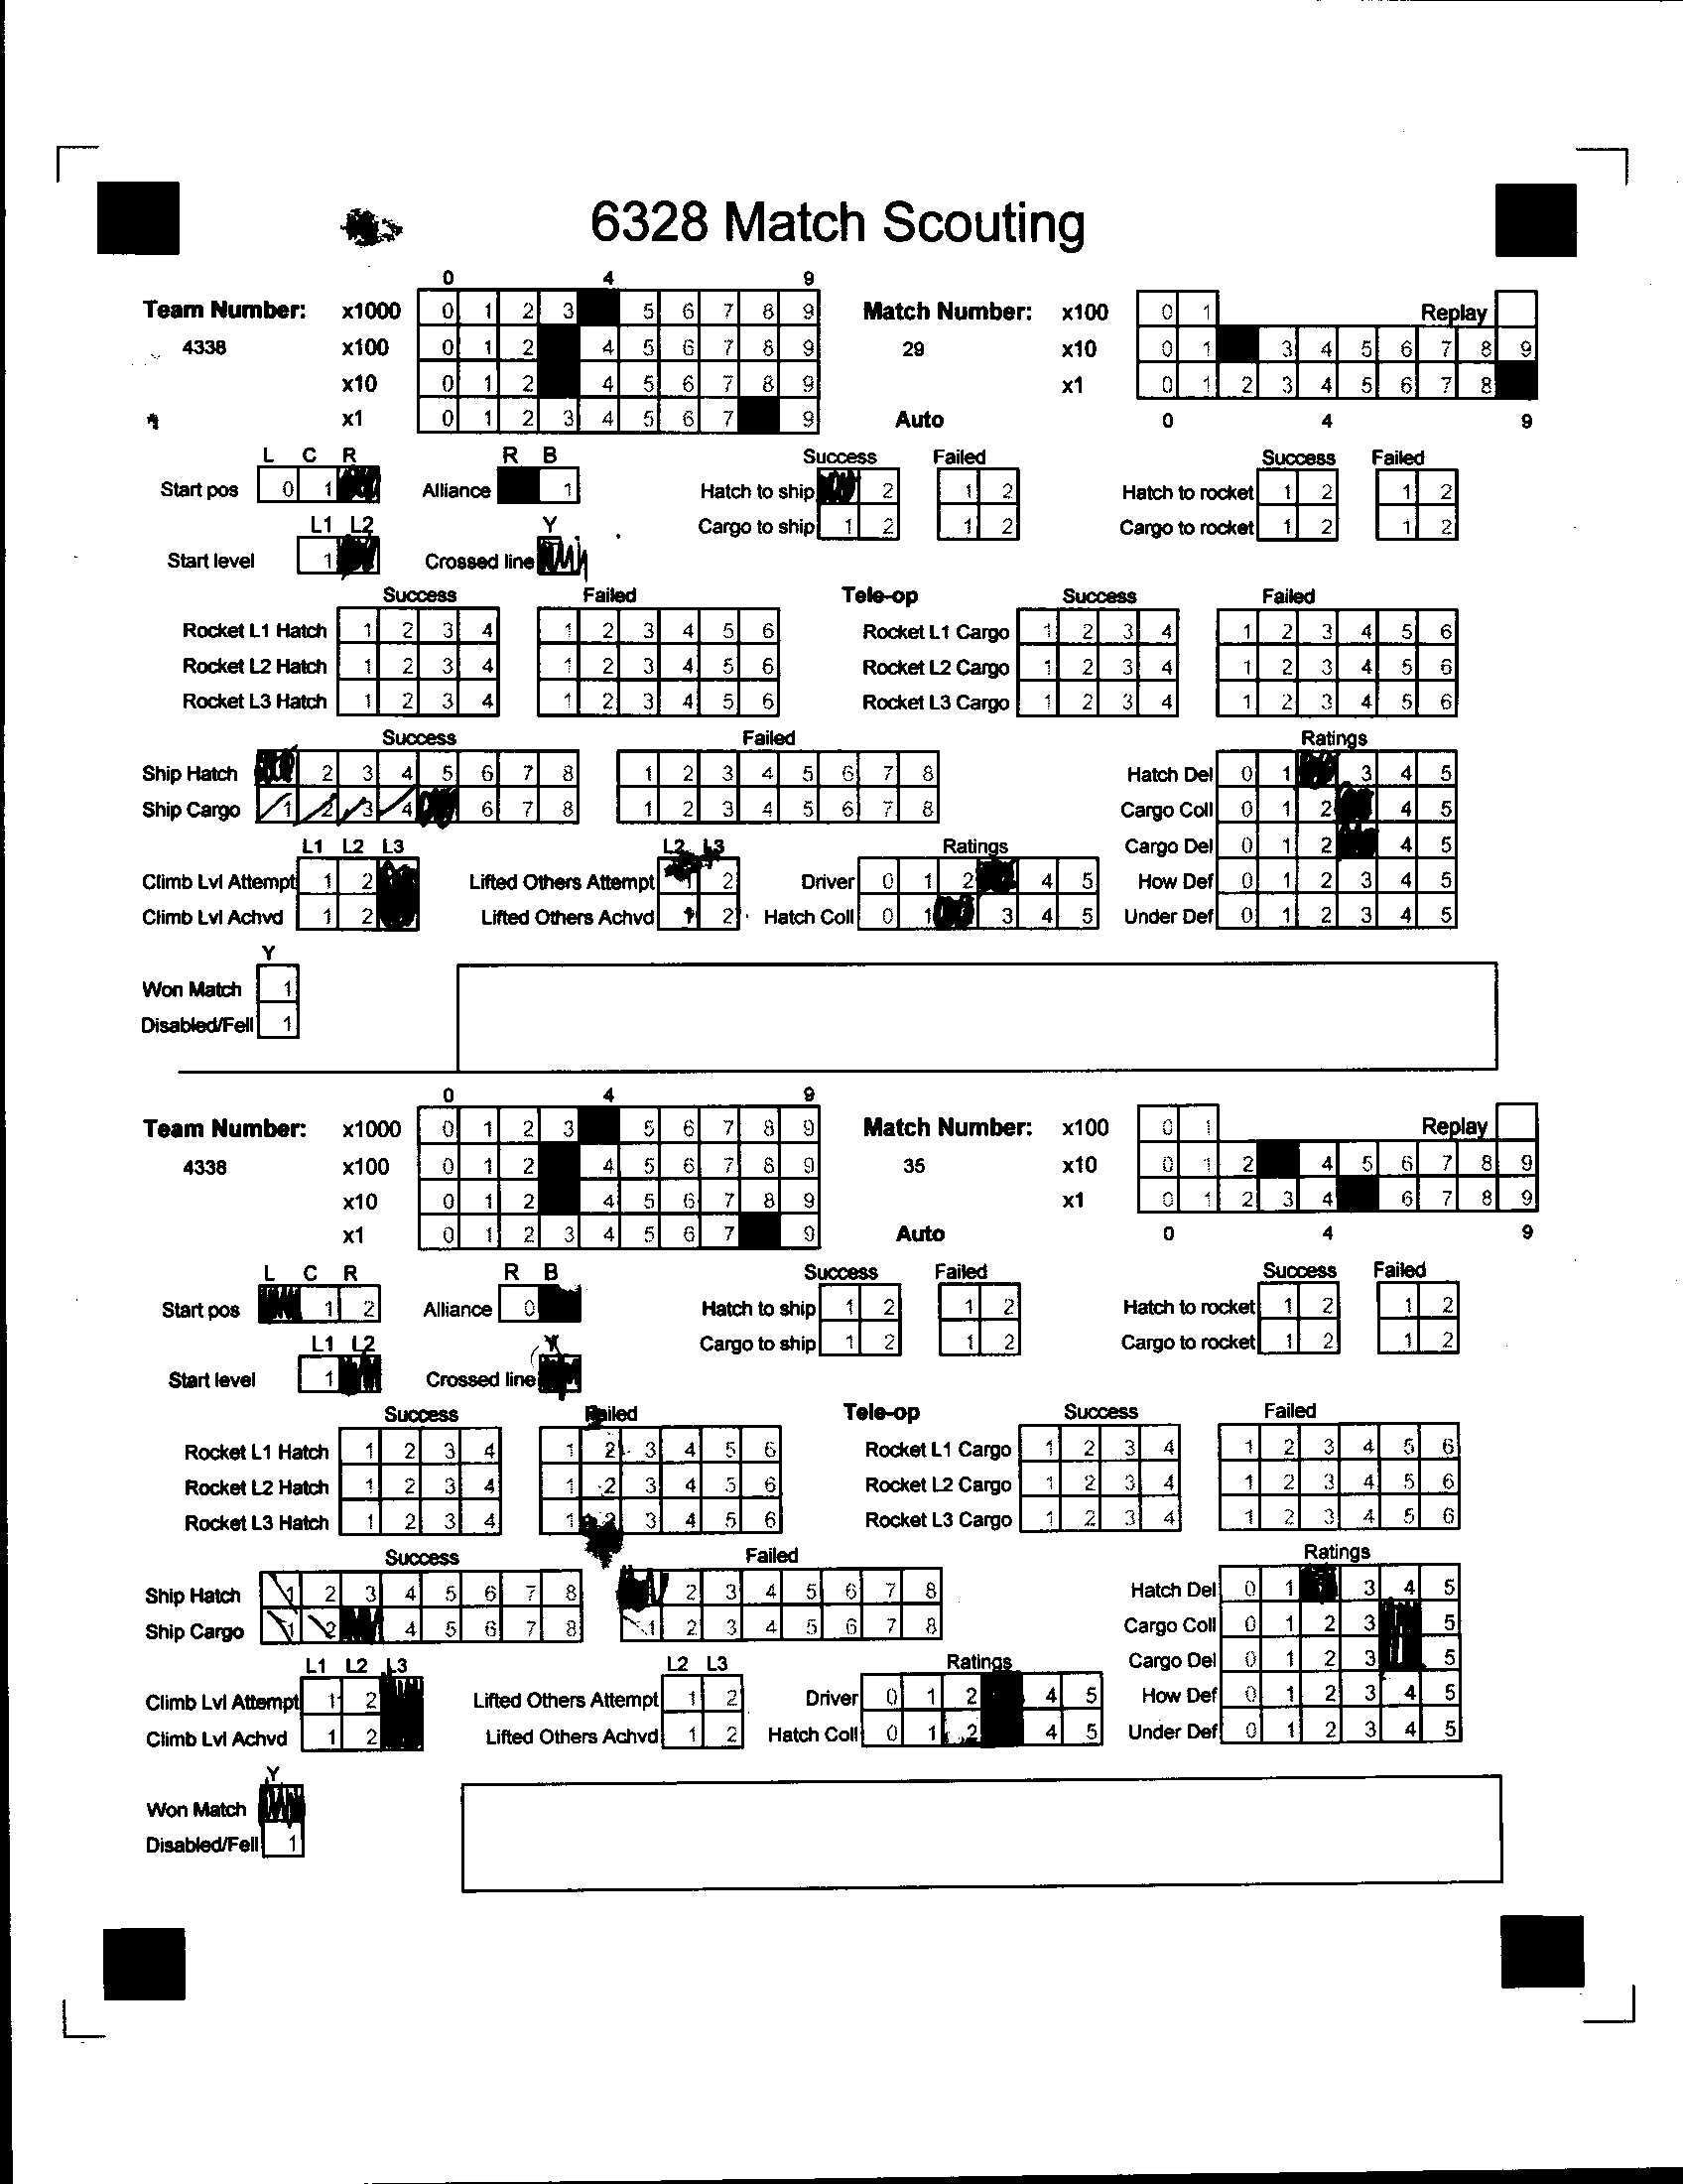 6328 Match Scouting
0 4 9
Team Number: x1000 0 1 2 3 5 6 7 8 9 Match Number: x100 0 1 Replay
4338 x100 0 1 2 4 5 6 7 8 9 29 x10 0 1 3 4 5 6 7 8 9
x10 0 1 2 4 5 6 7 8 9 x1 0 1 2 3 4 5 6 7 8
x1 0 1 2 3 4 5 6 7 9 Auto 0 4 9
L C R R B Success Failed Success Failed
Start pos 0 1 Alliance 1 Hatch to ship 2 1 2 Hatch to rocket 1 2 1 2
L1 L2 Y Cargo to ship 1 2 1 2 Cargo to rocket 1 2 1 2
Start level 1 Crossed line
Success Failed Tele-op Success Failed
Rocket L1 Hatch 1 2 3 4 1 2 3 4 5 6 Rocket L1 Cargo 1 2 3 4 1 2 3 4 5 6
Rocket L2 Hatch 1 2 3 4 1 2 3 4 5 6 Rocket L2 Cargo 1 2 3 4 1 2 3 4 5 6
Rocket L3 Hatch 1 2 3 4 1 2 3 4 5 6 Rocket L3 Cargo 1 2 3 4 1 2 3 4 5 6
Success Failed Ratings
Ship Hatch 2 3 4 5 6 7 8 1 2 3 4 5 6 7 8 Hatch Del 0 1 3 4 5
Ship Cargo 1 2 3 4 6 7 8 1 2 3 4 5 6 7 8 Cargo Coll 0 1 2 4 5
L1 L2 L3 L2 L3 Ratings Cargo Del 0 1 2 4 5
Climb Lvl Attempt 1 2 Lifted Others Attempt 1 2 Driver 0 1 2 4 5 How Def 0 1 2 3 4 5
Climb Lvl Achvd 1 2 Lifted Others Achvd 1 2 Hatch Coll 0 1 3 4 5 Under Def 0 1 2 3 4 5
Y
Won Match 1
Disabled/Fell 1
0 4 9
Team Number: x1000 0 1 2 3 5 6 7 8 9 Match Number: x100 0 1 Replay
4338 x100 0 1 2 4 5 6 7 8 9 35 x10 0 1 2 4 5 6 7 8 9
x10 0 1 2 4 5 6 7 8 9 x1 0 1 2 3 4 6 7 8 9
x1 0 1 2 3 4 5 6 7 9 Auto 0 4 9
L C R R B Success Failed Success Failed
Start pos 1 2 Alliance 0 Hatch to ship 1 2 1 2 Hatch to rocket 1 2 1 2
L1 L2 Y Cargo to ship 1 2 1 2 Cargo to rocket 1 2 1 2
Start level 1 Crossed line
Success Failed Tele-op Success Failed
Rocket L1 Hatch 1 2 3 4 1 2 3 4 5 6 Rocket L1 Cargo 1 2 3 4 1 2 3 4 5 6
Rocket L2 Hatch 1 2 3 4 1 2 3 4 5 6 Rocket L2 Cargo 1 2 3 4 1 2 3 4 5 6
Rocket L3 Hatch 1 2 3 4 1 2 3 4 5 6 Rocket L3 Cargo 1 2 3 4 1 2 3 4 5 6
Success Failed Ratings
Ship Hatch 1 2 3 4 5 6 7 8 2 3 4 5 6 7 8 Hatch Del 0 1 3 4 5
Ship Cargo 1 2 4 5 6 7 8 1 2 3 4 5 6 7 8 Cargo Coll 0 1 2 3 5
L1 L2 L3 L2 L3 Ratings Cargo Del 0 1 2 3 5
Climb Lvl Attempt 1 2 Lifted Others Attempt 1 2 Driver 0 1 2 4 5 How Def 0 1 2 3 4 5
Climb Lvl Achvd 1 2 Lifted Others Achvd 1 2 Hatch Coll 0 1 2 4 5 Under Def 0 1 2 3 4 5
Y
Won Match
Disabled/Fell 1